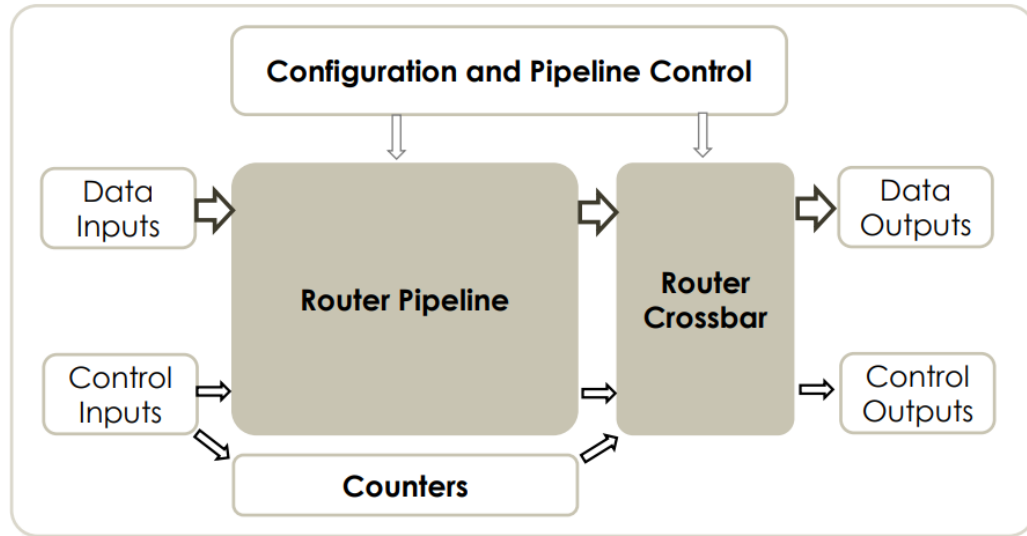 Configuration and Pipeline Control
Data
Inputs
Router Pipeline
Router
Crossbar
Data
Outputs
Control
Inputs
Control
Outputs
Counters